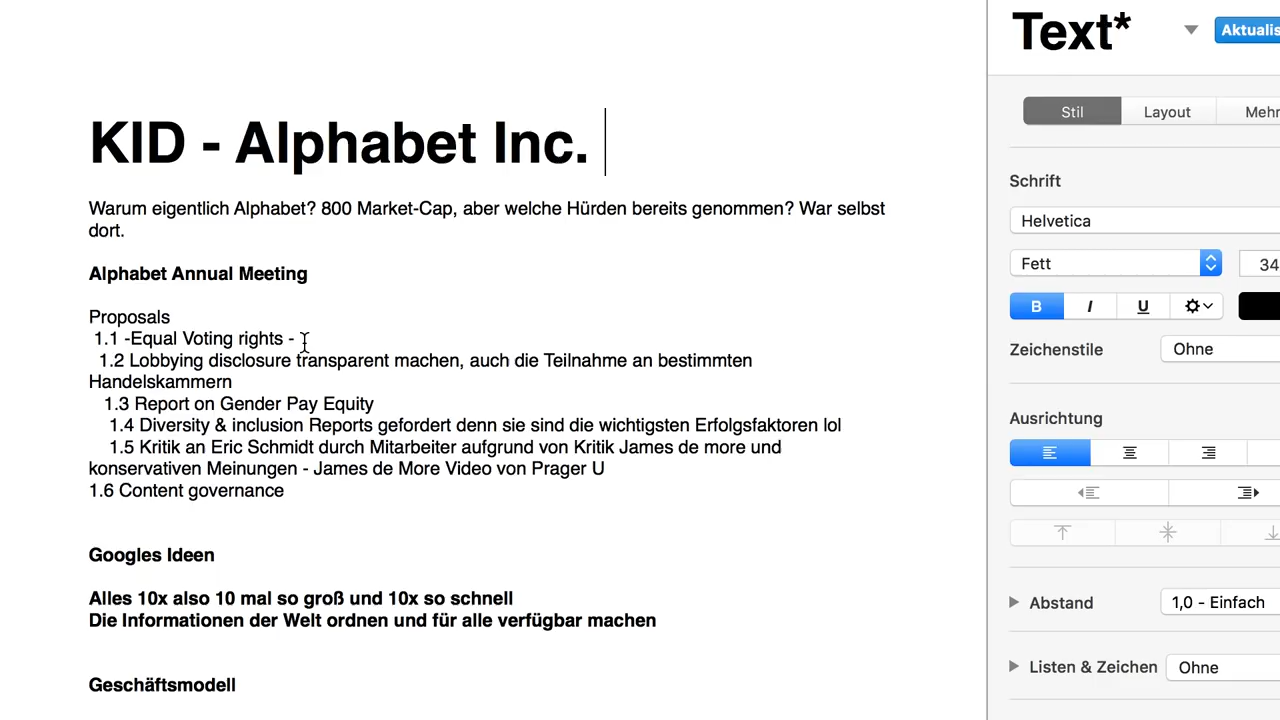 KID - Alphabet Inc.
Warum eigentlich Alphabet? 800 Market-Cap, aber welche Hürden bereits genommen? War selbst
dort.
Alphabet Annual Meeting
Proposals
1.1 -Equal Voting rights -
1.2 Lobbying disclosure transparent machen, auch die Teilnahme an bestimmten
Handelskammern
1.3 Report on Gender Pay Equity
1.4 Diversity & inclusion Reports gefordert denn sie sind die wichtigsten Erfolgsfaktoren lol
1.5 Kritik an Eric Schmidt durch Mitarbeiter aufgrund von Kritik James de more und
konservativen Meinungen - James de More Video von Prager U
1.6 Content governance
Googles Ideen
Alles 10x also 10 mal so groß und 10x so schnell
Die Informationen der Welt ordnen und für alle verfügbar machen
Geschäftsmodell
Text*
Aktualis
Stil Layout Mehr
Schrift
Helvetica
Fett 34
B I U
Zeichenstile Ohne
Ausrichtung
Abstand 1,0 - Einfach
Listen & Zeichen Ohne